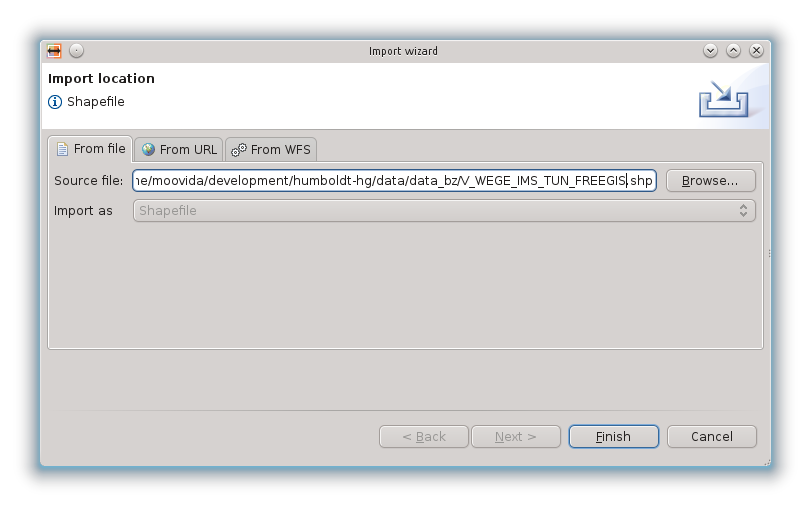 Import wizard
Import location
Shapefile
From file From URL From WFS
Source file: ne/moovida/development/humboldt-hg/data/data_bz/V_WEGE_IMS_TUN_FREEGIS.shp Browse...
Import as Shapefile
< Back Next > Finish Cancel